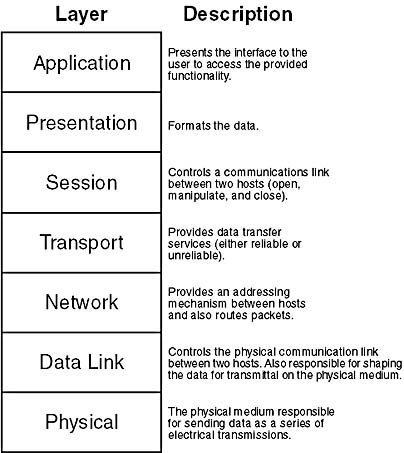 Layer Description
Application
Presents the interface to the
user to access the provided
functionality.
Presentation
Formats the data.
Session
Controls a communications link
between two hosts (open,
manipulate, and close).
Transport
Provides data transfer
services (either reliable or
unreliable).
Network
Provides an addressing
mechanism between hosts
and also routes packets.
Data Link
Controls the physical communication link
between two hosts. Also responsible for shaping
the data for transmittal on the physical medium.
Physical
The physical medium responsible
for sending data as a series of
electrical transmissions.